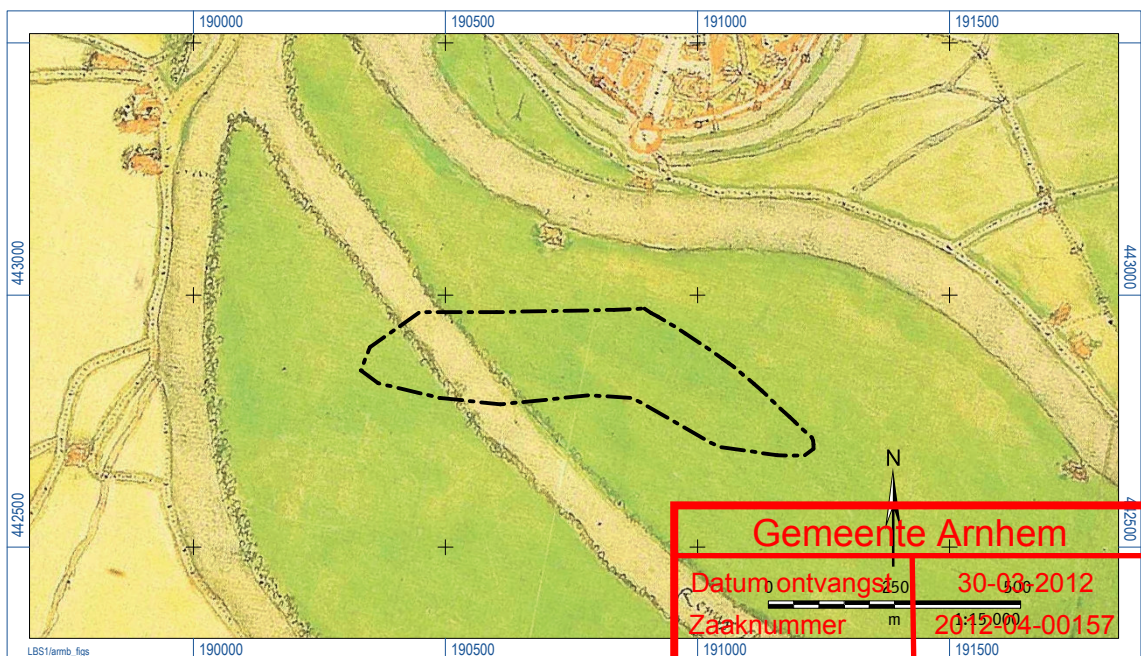 190000 190500 191000 191500
443000 443000
442500 442500
N
Gemeente Arnhem
Datum ontvangst 30-03-2012
0 250 500
m 1:15.000
Zaaknummer 2012-04-00157
190000 190500 191000 191500
LBS1/armb_figs